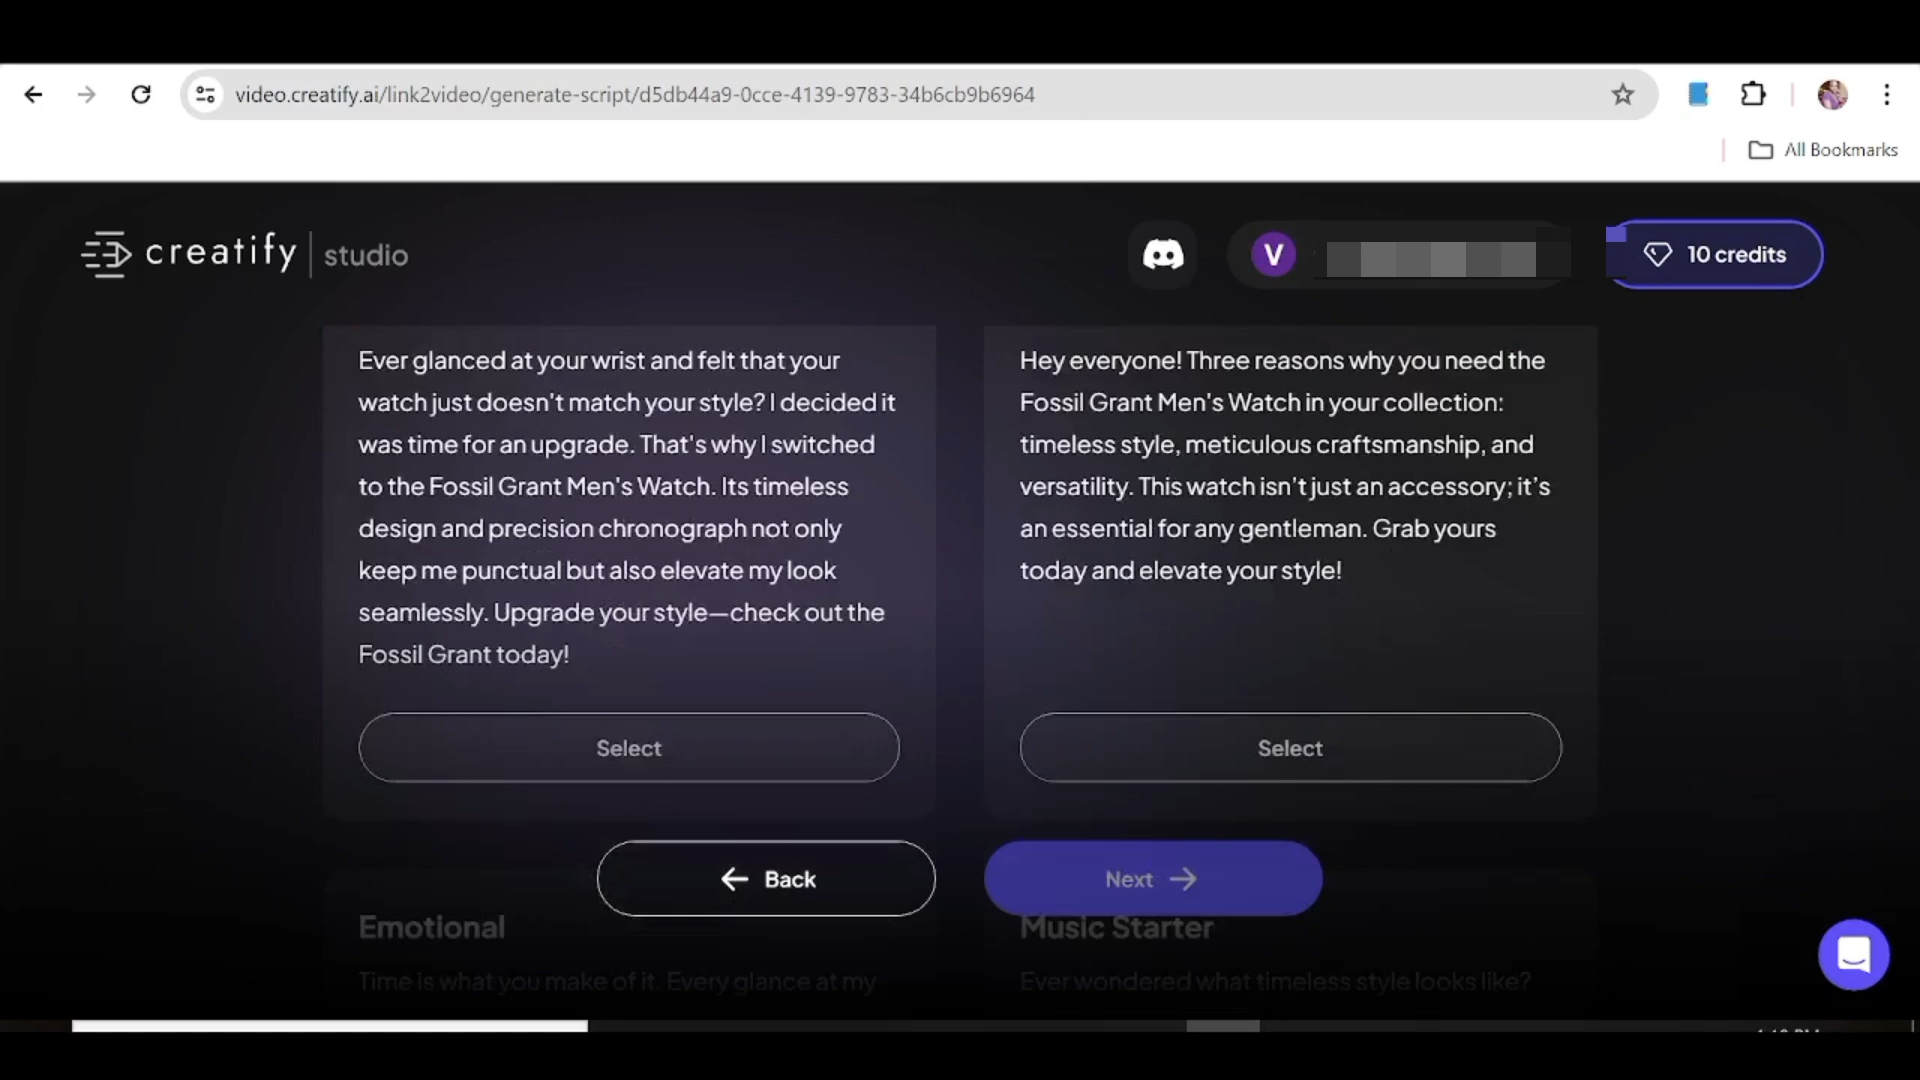 video.creatify.ai/link2video/generate-script/d5db44a9-0cce-4139-9783-34b6cb9b6964
All Bookmarks
creatify | studio
V
10 credits
Ever glanced at your wrist and felt that your
watch just doesn't match your style? I decided it
was time for an upgrade. That's why I switched
to the Fossil Grant Men's Watch. Its timeless
design and precision chronograph not only
keep me punctual but also elevate my look
seamlessly. Upgrade your style—check out the
Fossil Grant today!
Select
Hey everyone! Three reasons why you need the
Fossil Grant Men's Watch in your collection:
timeless style, meticulous craftsmanship, and
versatility. This watch isn’t just an accessory; it’s
an essential for any gentleman. Grab yours
today and elevate your style!
Select
Back
Next
Emotional
Time is what you make of it. Every glance at my
Music Starter
Ever wondered what timeless style looks like?